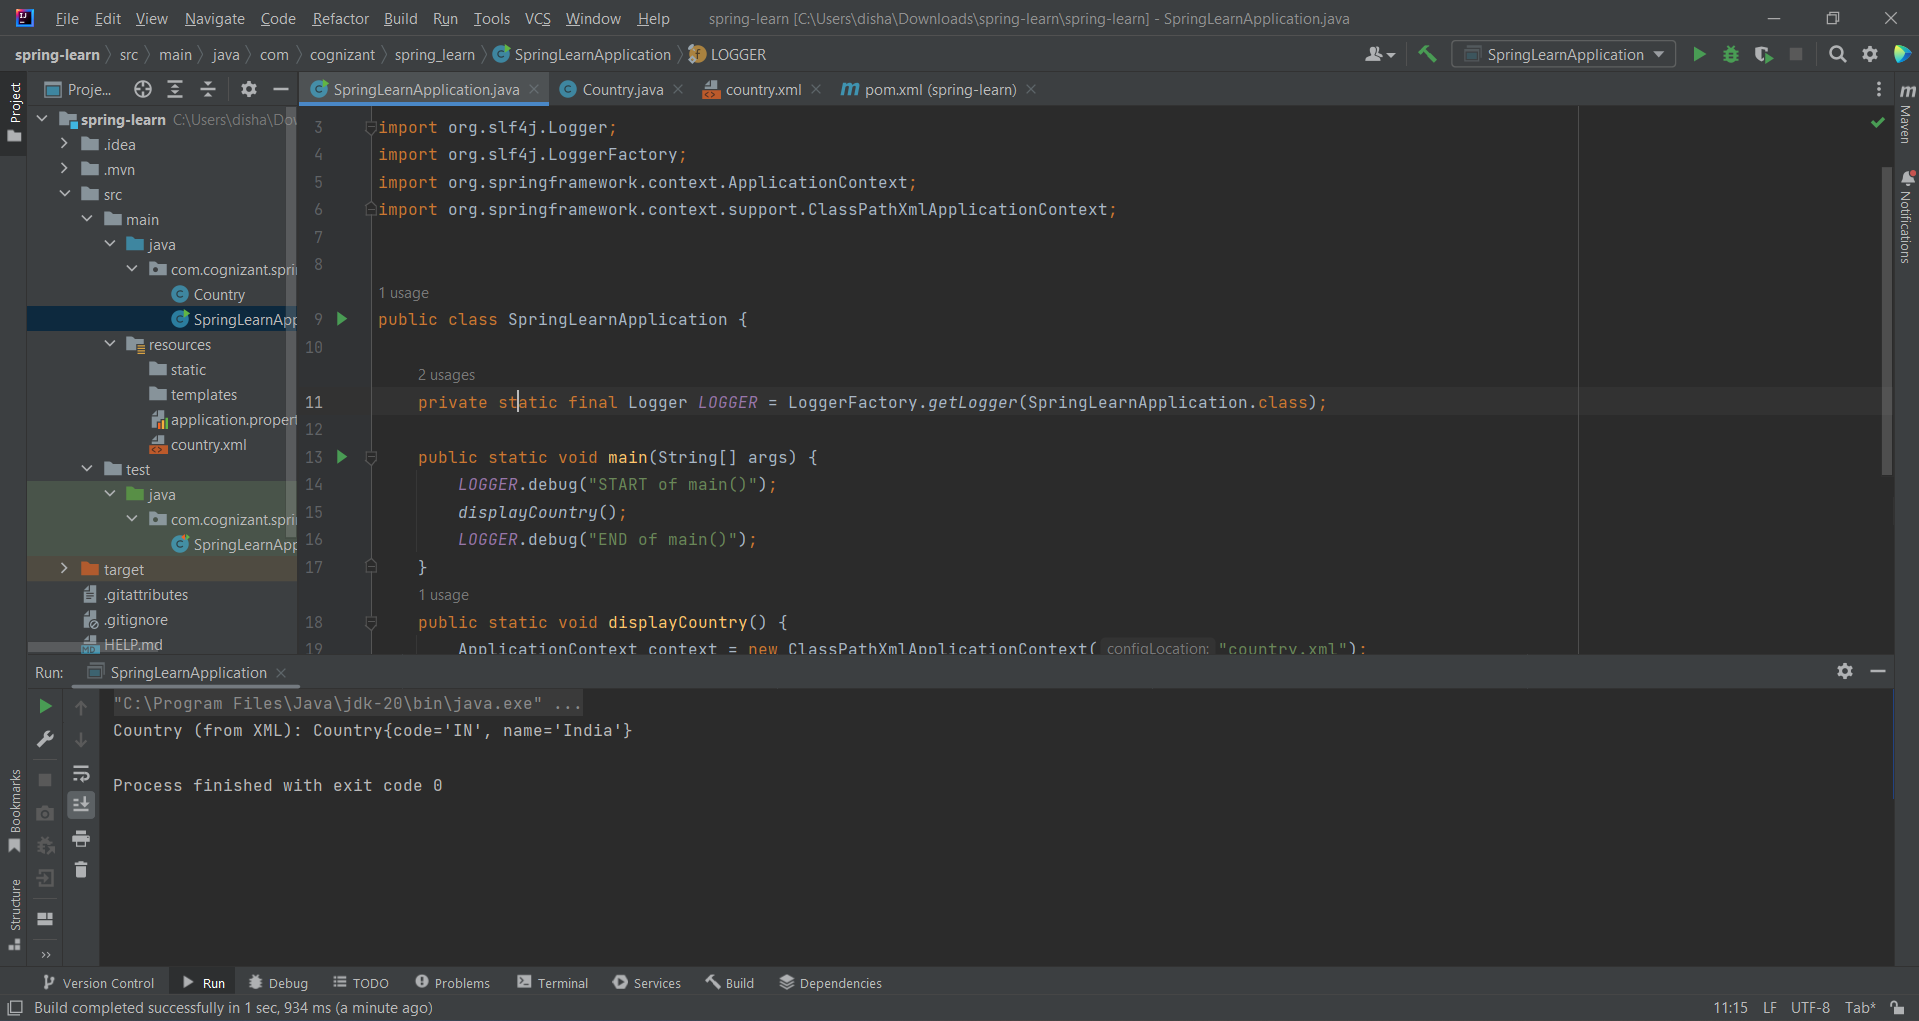 File Edit View Navigate Code Refactor Build Run Tools VCS Window Help spring-learn [C:\Users\disha\Downloads\spring-learn\spring-learn] - SpringLearnApplication.java
spring-learn src main java com cognizant spring_learn SpringLearnApplication LOGGER SpringLearnApplication
Project
Proje...
SpringLearnApplication.java Country.java country.xml pom.xml (spring-learn)
spring-learn C:\Users\disha\Dow
.idea
.mvn
src
main
java
com.cognizant.spri
Country
SpringLearnApp
resources
static
templates
application.propert
country.xml
test
java
com.cognizant.spri
SpringLearnApp
target
.gitattributes
.gitignore
HELP.md
3 import org.slf4j.Logger;
4 import org.slf4j.LoggerFactory;
5 import org.springframework.context.ApplicationContext;
6 import org.springframework.context.support.ClassPathXmlApplicationContext;
7
8
1 usage
9 public class SpringLearnApplication {
10
2 usages
11 private static final Logger LOGGER = LoggerFactory.getLogger(SpringLearnApplication.class);
12
13 public static void main(String[] args) {
14 LOGGER.debug("START of main()");
15 displayCountry();
16 LOGGER.debug("END of main()");
17 }
1 usage
18 public static void displayCountry() {
19 ApplicationContext context = new ClassPathXmlApplicationContext( configLocation: "country.xml");
Maven
Notifications
Run: SpringLearnApplication
"C:\Program Files\Java\jdk-20\bin\java.exe" ...
Country (from XML): Country{code='IN', name='India'}
Process finished with exit code 0
Bookmarks
Structure
Version Control Run Debug TODO Problems Terminal Services Build Dependencies
Build completed successfully in 1 sec, 934 ms (a minute ago) 11:15 LF UTF-8 Tab*